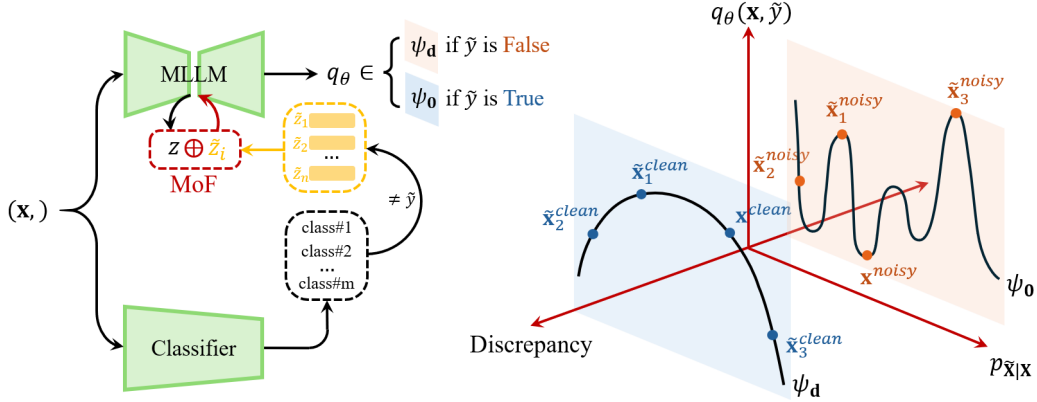 MLLM
q_θ ∈
ψ_d if ỹ is False
ψ_0 if ỹ is True
z ⊕ z̃_i
MoF
z̃_1
z̃_2
...
z̃_n
≠ ỹ
(x,)
class#1
class#2
...
class#m
Classifier
q_θ(x, ỹ)
x̃_1^clean
x̃_2^clean
x^clean
x̃_3^clean
ψ_d
Discrepancy
x̃_1^noisy
x̃_2^noisy
x̃_3^noisy
x^noisy
ψ_0
p_x̃|x